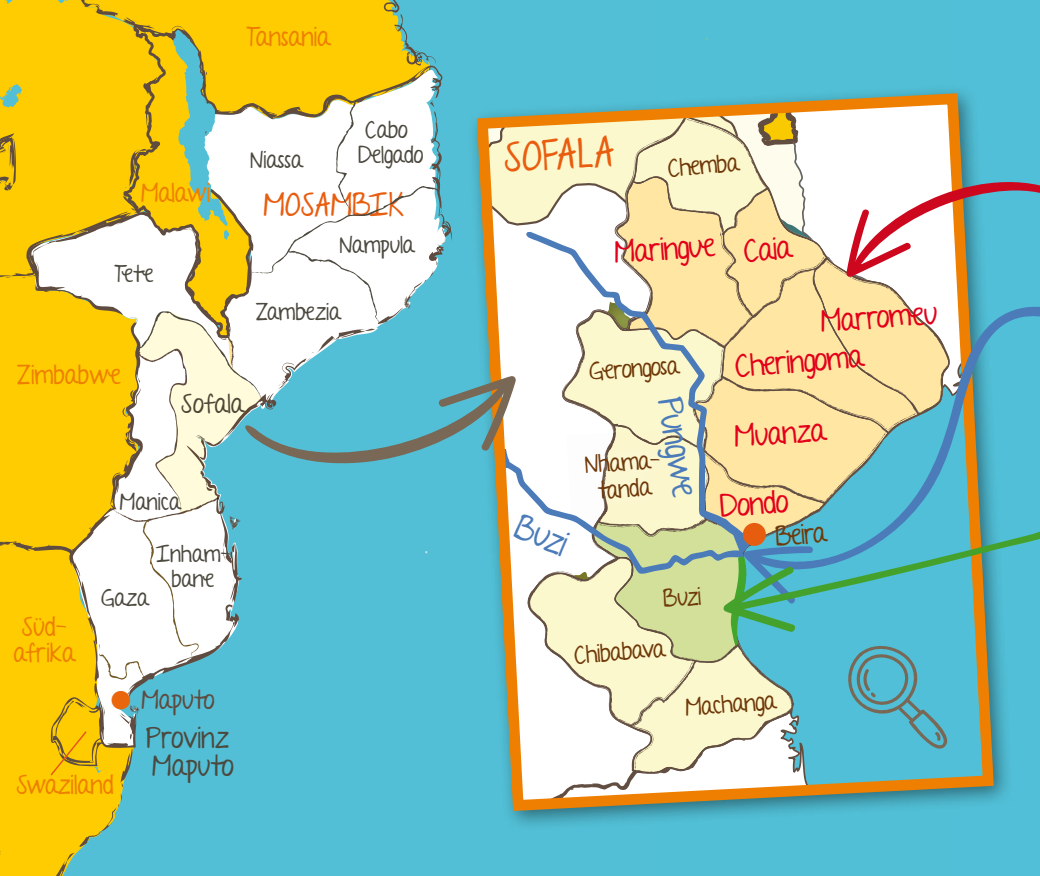 Tansania
Cabo
Delgado
Niassa
Malawi
MOSAMBIK
Nampula
Tete
Zambezia
Zimbabwe
Sofala
Manica
Inham-
bane
Gaza
Süd-
afrika
Maputo
Provinz
Maputo
Swaziland
SOFALA
Chemba
Maringue
Caia
Marromeu
Cheringoma
Gerongosa
Pungwe
Muanza
Nhama-
tanda
Dondo
Beira
Buzi
Buzi
Chibabava
Machanga